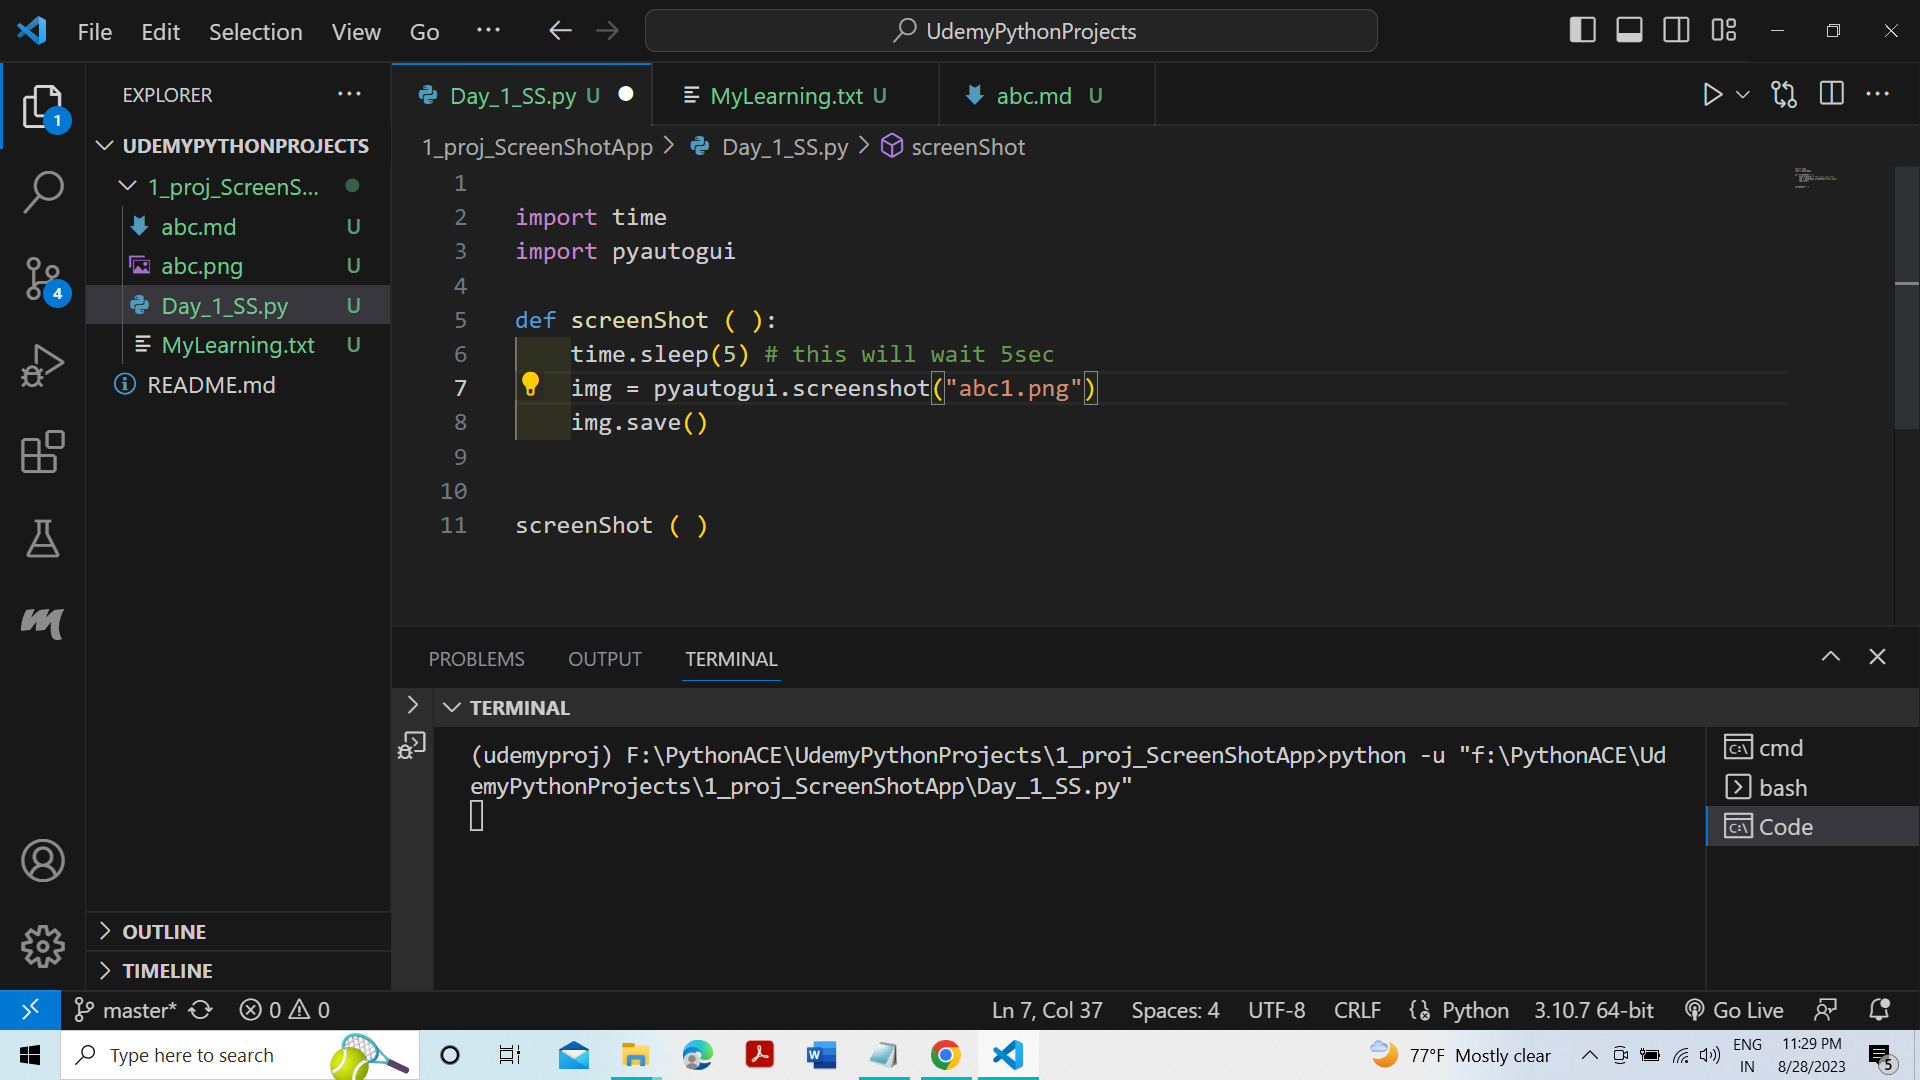 File Edit Selection View Go ··· UdemyPythonProjects
EXPLORER ···
Day_1_SS.py U MyLearning.txt U abc.md U
1
UDEMYPYTHONPROJECTS
1_proj_ScreenShotApp > Day_1_SS.py > screenShot
1_proj_ScreenS...
abc.md U
abc.png U
Day_1_SS.py U
MyLearning.txt U
README.md
4
1
2 import time
3 import pyautogui
4
5 def screenShot ( ):
6 time.sleep(5) # this will wait 5sec
7 img = pyautogui.screenshot("abc1.png")
8 img.save()
9
10
11 screenShot ( )
PROBLEMS OUTPUT TERMINAL
TERMINAL
(udemyproj) F:\PythonACE\UdemyPythonProjects\1_proj_ScreenShotApp>python -u "f:\PythonACE\Ud
emyPythonProjects\1_proj_ScreenShotApp\Day_1_SS.py"
cmd
bash
Code
OUTLINE
TIMELINE
master* 0 0 Ln 7, Col 37 Spaces: 4 UTF-8 CRLF Python 3.10.7 64-bit Go Live
Type here to search 77°F Mostly clear ENG IN 11:29 PM 8/28/2023 5